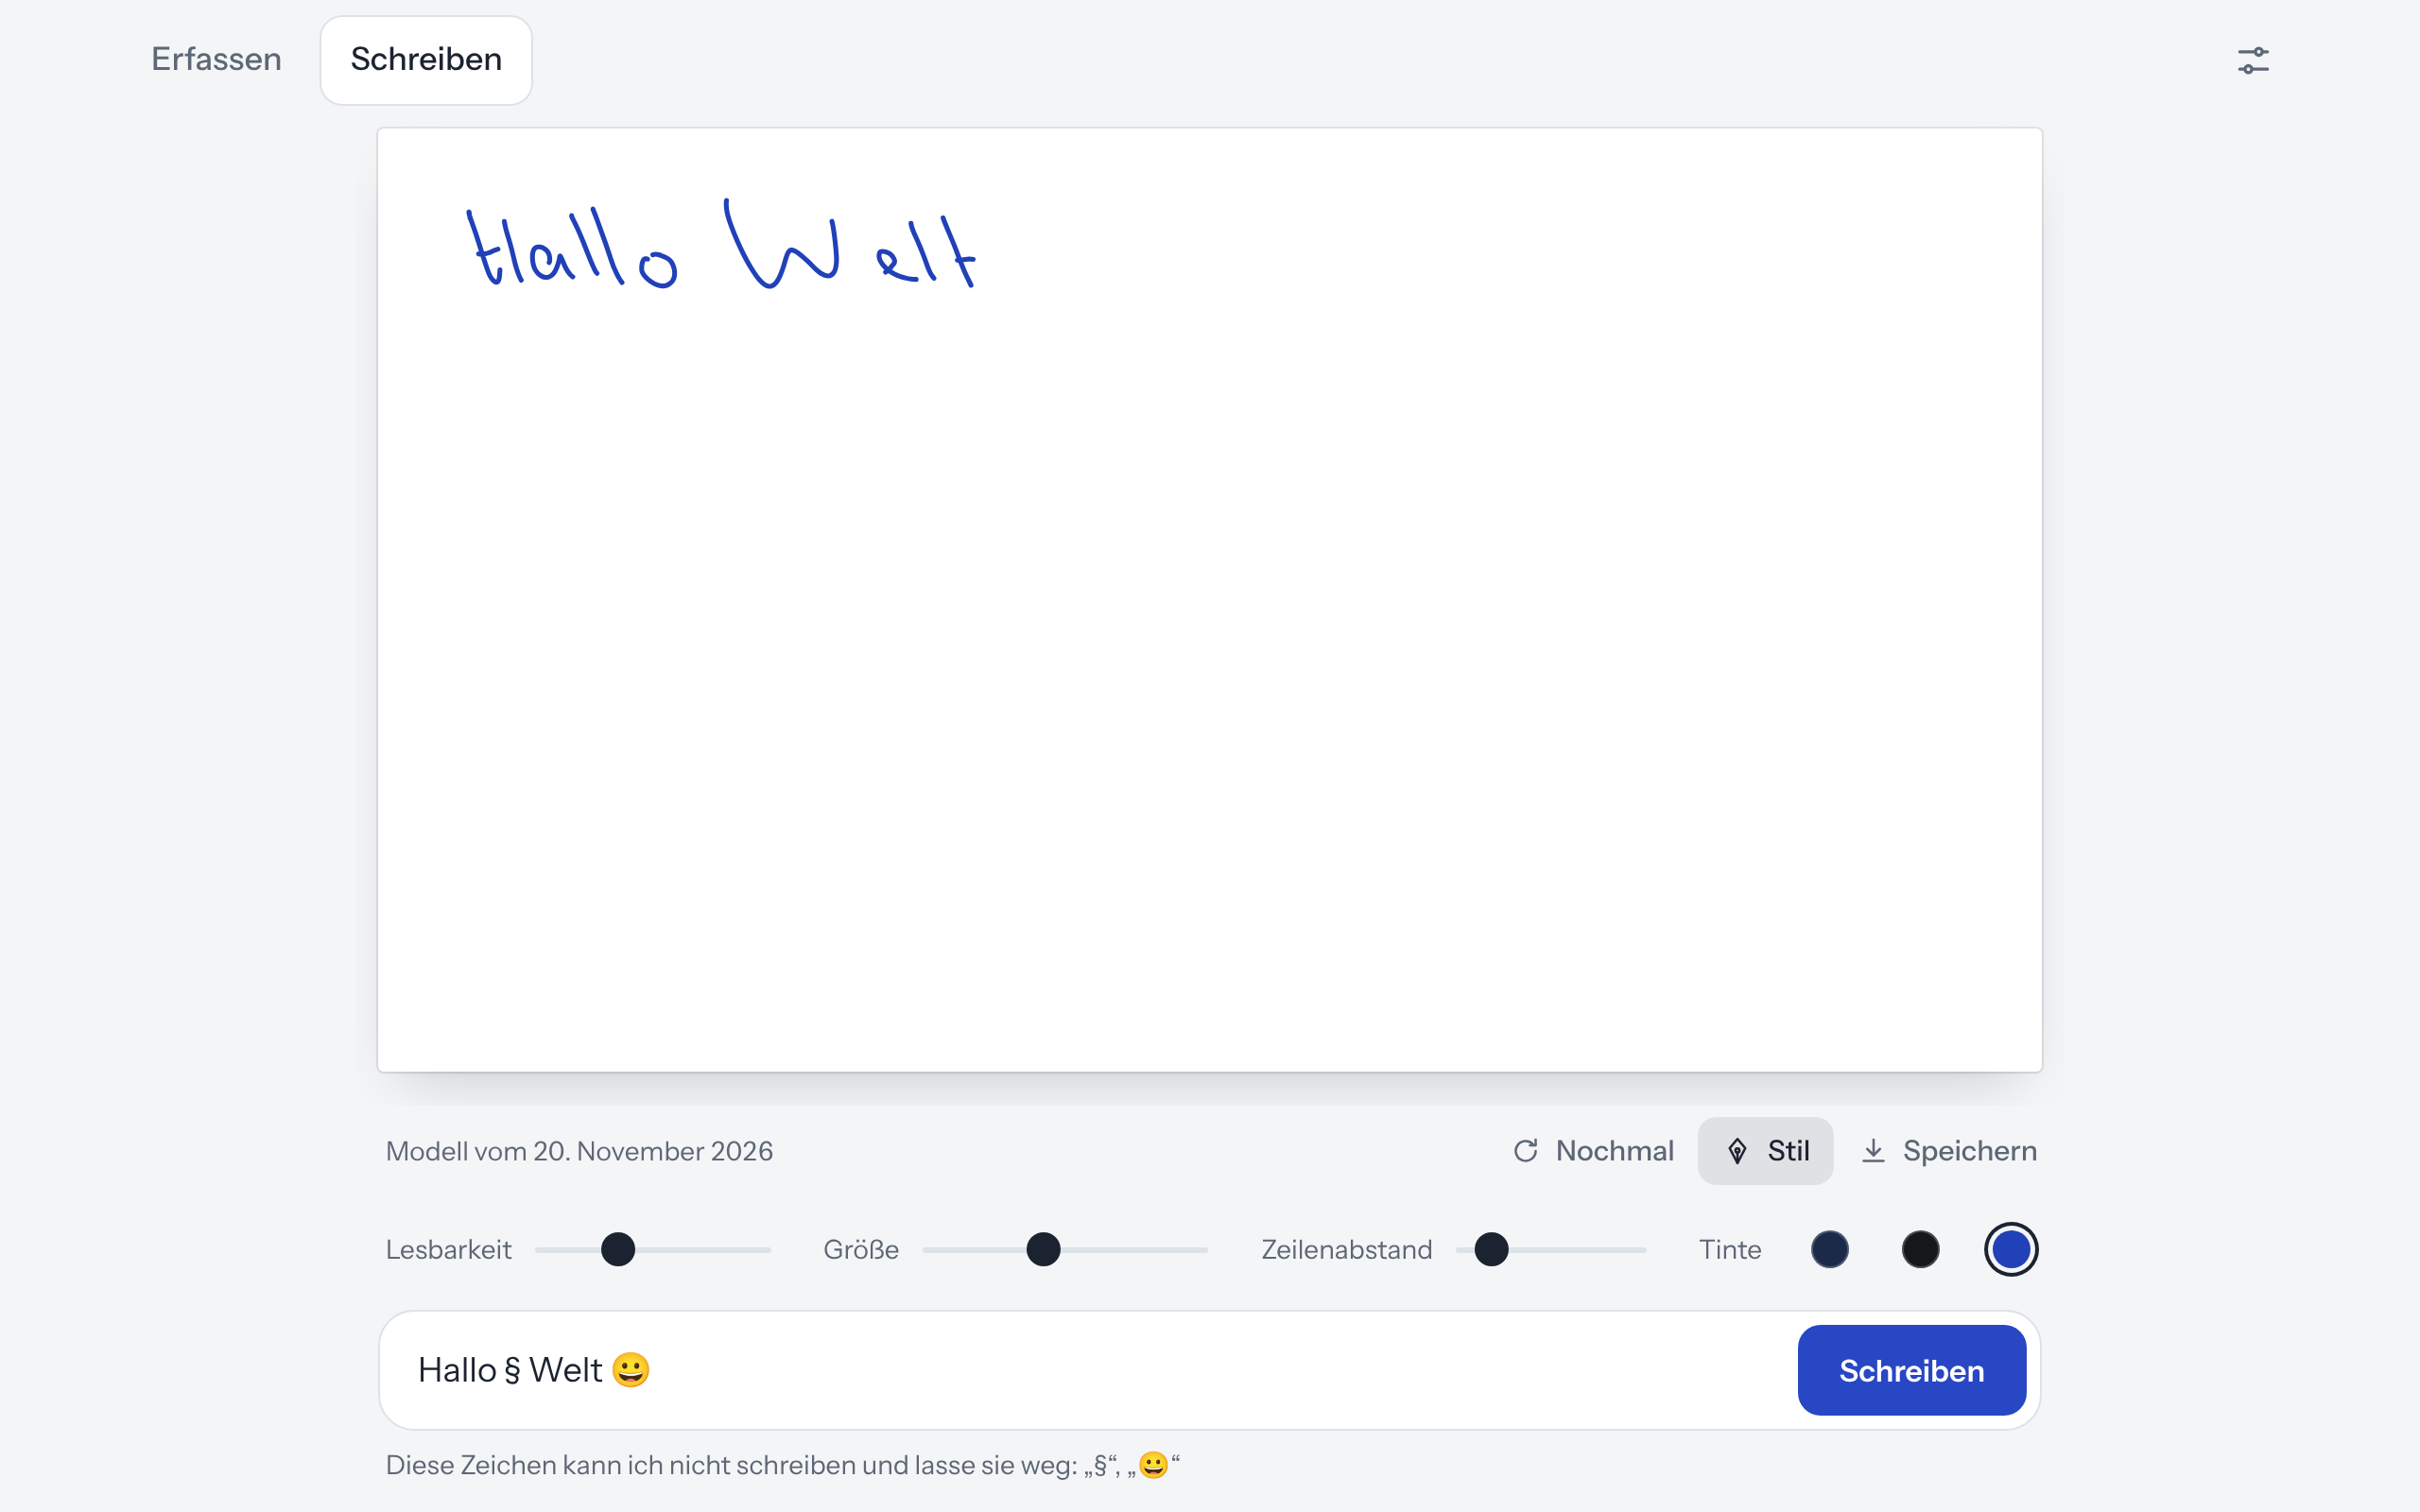 Erfassen Schreiben
Hallo Welt
Modell vom 20. November 2026 Nochmal Stil Speichern
Lesbarkeit Größe Zeilenabstand Tinte
Hallo § Welt 😀 Schreiben
Diese Zeichen kann ich nicht schreiben und lasse sie weg: „§“, „😀“